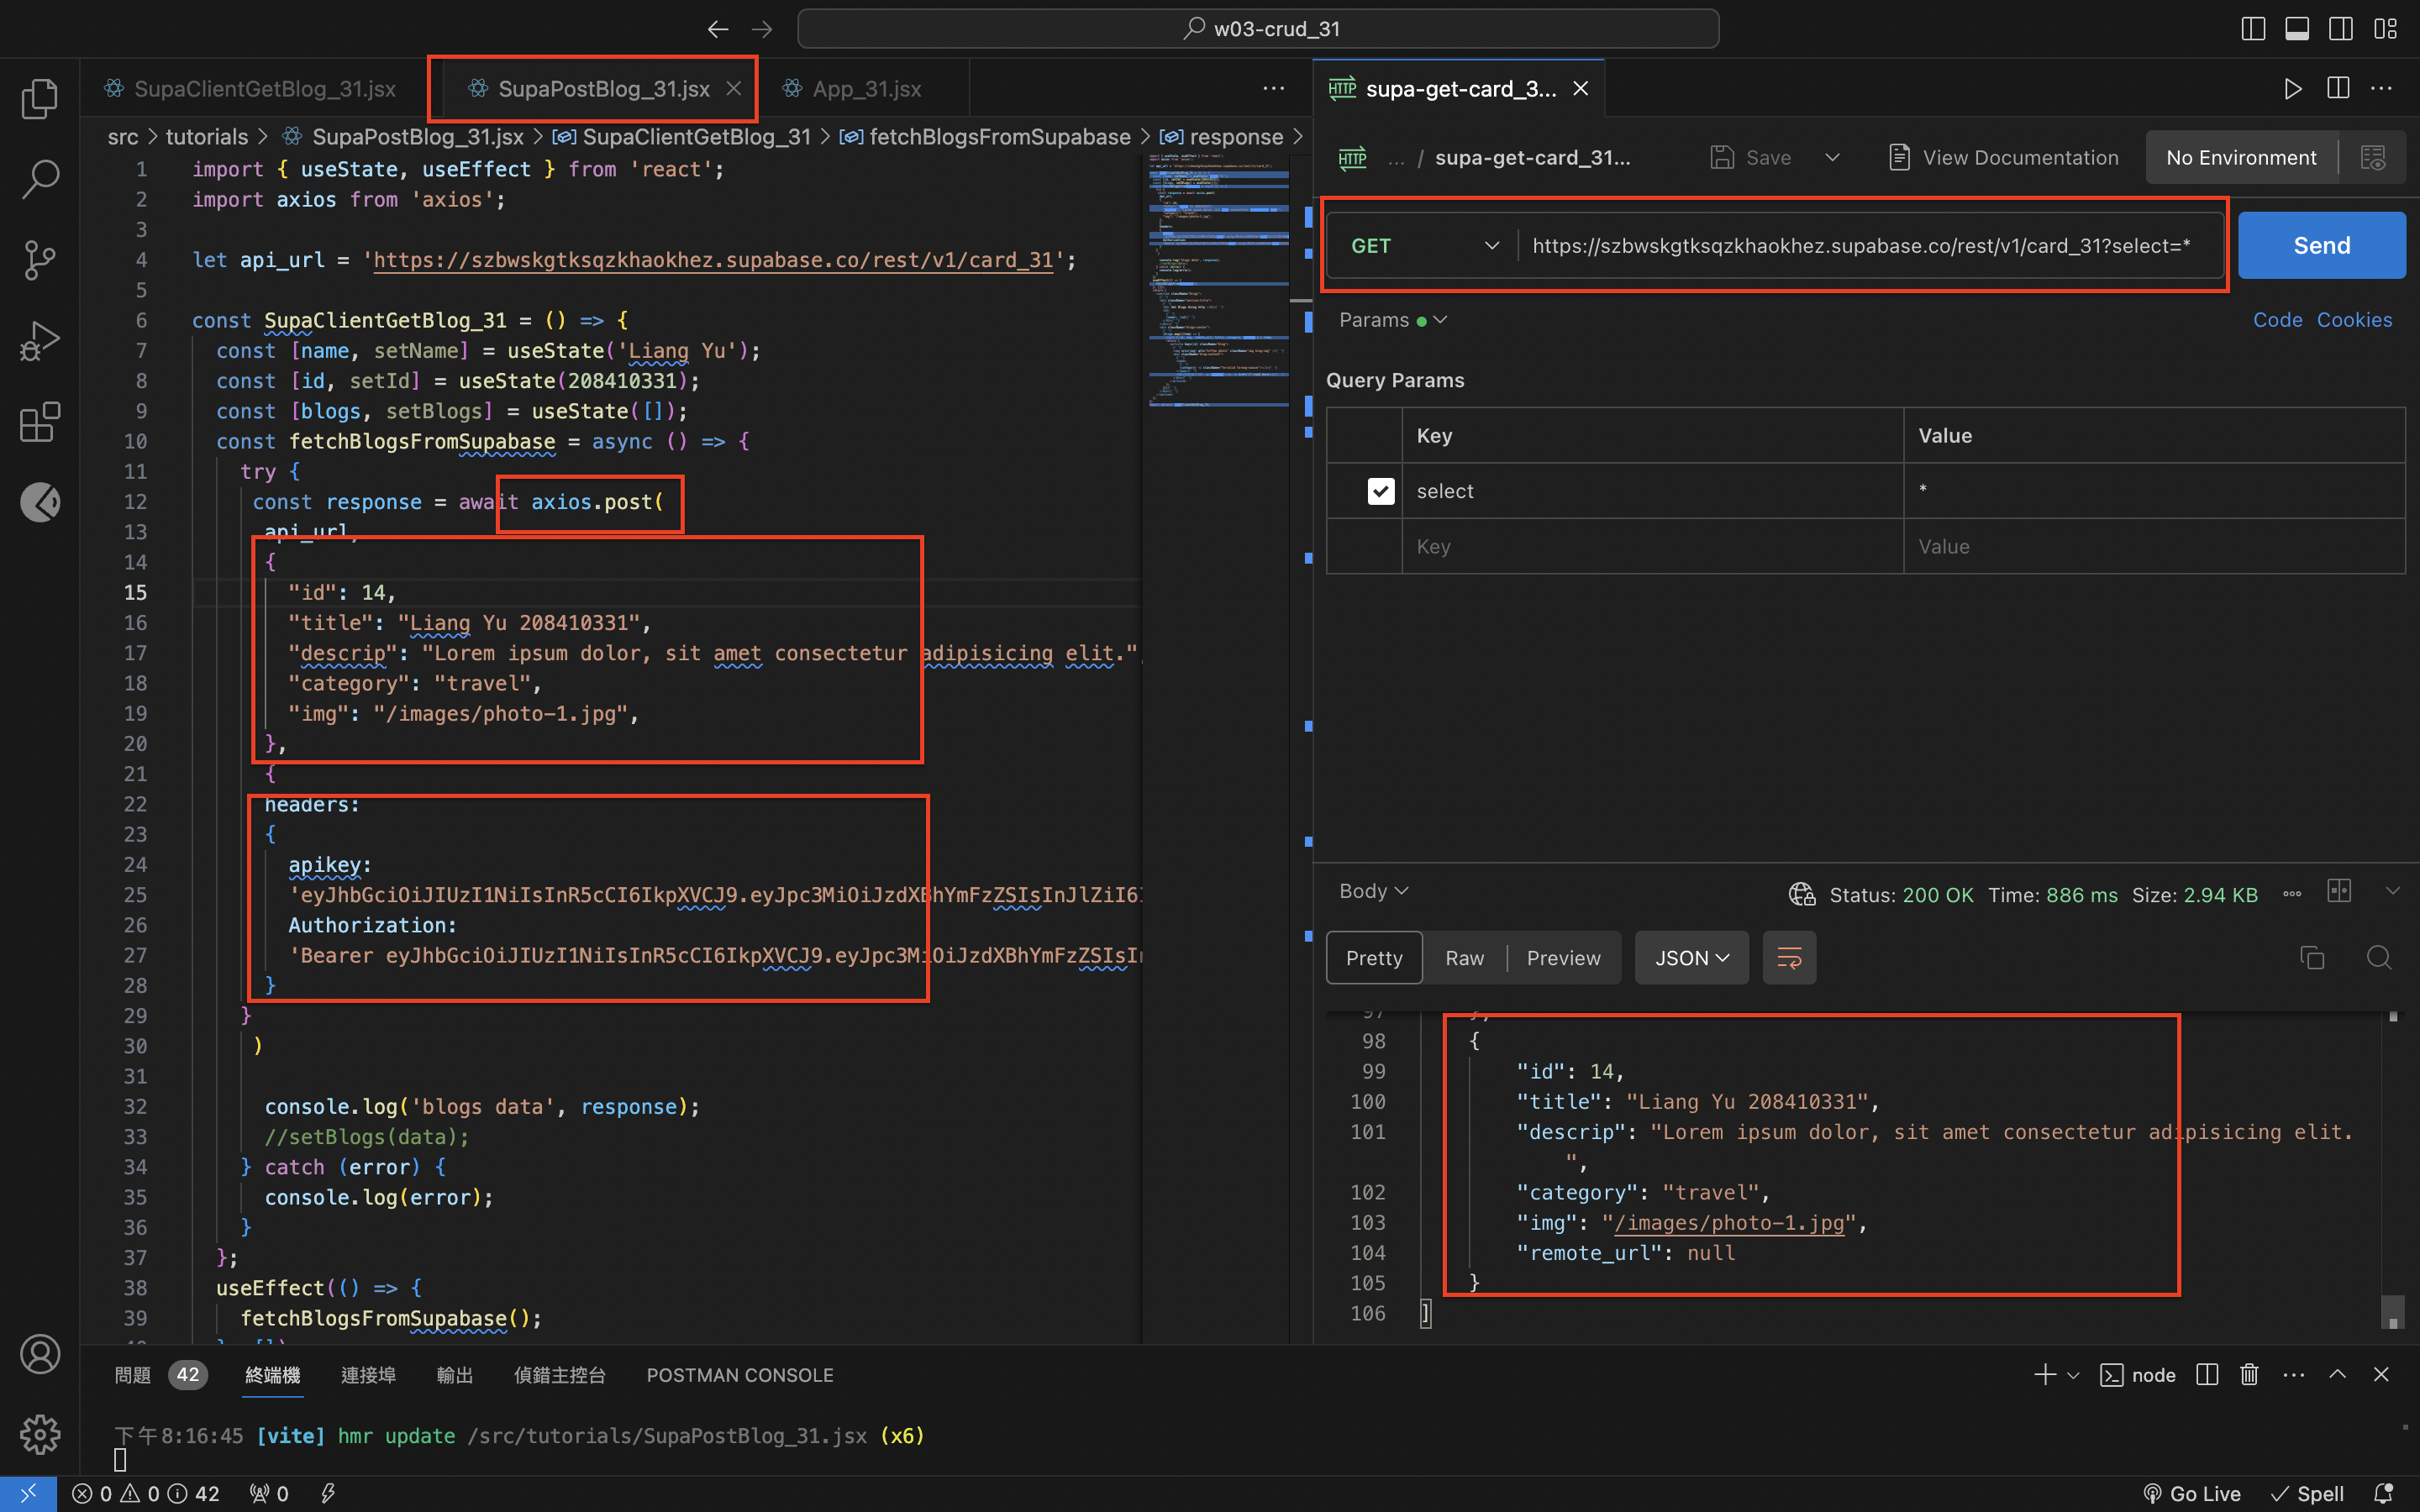 w03-crud_31
SupaClientGetBlog_31.jsx
SupaPostBlog_31.jsx
App_31.jsx
src > tutorials > SupaPostBlog_31.jsx > SupaClientGetBlog_31 > fetchBlogsFromSupabase > response >
1 import { useState, useEffect } from 'react';
2 import axios from 'axios';
3
4 let api_url = 'https://szbwskgtksqzkhaokhez.supabase.co/rest/v1/card_31';
5
6 const SupaClientGetBlog_31 = () => {
7 const [name, setName] = useState('Liang Yu');
8 const [id, setId] = useState(208410331);
9 const [blogs, setBlogs] = useState([]);
10 const fetchBlogsFromSupabase = async () => {
11 try {
12 const response = await axios.post(
13 api_url,
14 {
15 "id": 14,
16 "title": "Liang Yu 208410331",
17 "descrip": "Lorem ipsum dolor, sit amet consectetur adipisicing elit.",
18 "category": "travel",
19 "img": "/images/photo-1.jpg",
20 },
21 {
22 headers:
23 {
24 apikey:
25 'eyJhbGciOiJIUzI1NiIsInR5cCI6IkpXVCJ9.eyJpc3MiOiJzdXBhYmFzZSIsInJlZiI6I
26 Authorization:
27 'Bearer eyJhbGciOiJIUzI1NiIsInR5cCI6IkpXVCJ9.eyJpc3MiOiJzdXBhYmFzZSIsIn
28 }
29 }
30 )
31
32 console.log('blogs data', response);
33 //setBlogs(data);
34 } catch (error) {
35 console.log(error);
36 }
37 };
38 useEffect(() => {
39 fetchBlogsFromSupabase();
HTTP supa-get-card_3...
HTTP ... / supa-get-card_31...
Save
View Documentation
No Environment
GET
https://szbwskgtksqzkhaokhez.supabase.co/rest/v1/card_31?select=*
Send
Params
Code Cookies
Query Params
Key Value
select *
Key Value
Body
Status: 200 OK Time: 886 ms Size: 2.94 KB
Pretty Raw Preview JSON
97 },
98 {
99 "id": 14,
100 "title": "Liang Yu 208410331",
101 "descrip": "Lorem ipsum dolor, sit amet consectetur adipisicing elit.
",
102 "category": "travel",
103 "img": "/images/photo-1.jpg",
104 "remote_url": null
105 }
106 ]
問題 42 終端機 連接埠 輸出 偵錯主控台 POSTMAN CONSOLE
node
下午8:16:45 [vite] hmr update /src/tutorials/SupaPostBlog_31.jsx (x6)
0 0 42 0
Go Live Spell